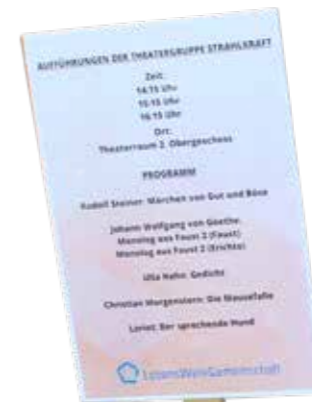 AUFFÜHRUNGEN DER THEATERGRUPPE STRAHLKRAFT
Zeit:
14:15 Uhr
15:15 Uhr
16:15 Uhr
Ort:
Theaterraum 2. Obergeschoss
PROGRAMM
Rudolf Steiner: Märchen von Gut und Böse
Johann Wolfgang von Goethe:
Monolog aus Faust 2 (Faust)
Monolog aus Faust 2 (Erichto)
Ulla Hahn: Gedicht
Christian Morgenstern: Die Mausefalle
Loriot: Der sprechende Hund
LebensWeisGemeinschaft